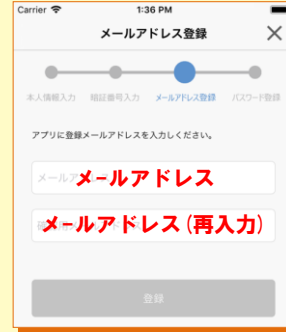 Carrier 1:36 PM
メールアドレス登録
本人情報入力 暗証番号入力 メールアドレス登録 パスワード登録
アプリに登録メールアドレスを入力ください。
メールアドレス
メールアドレス(再入力)
登録